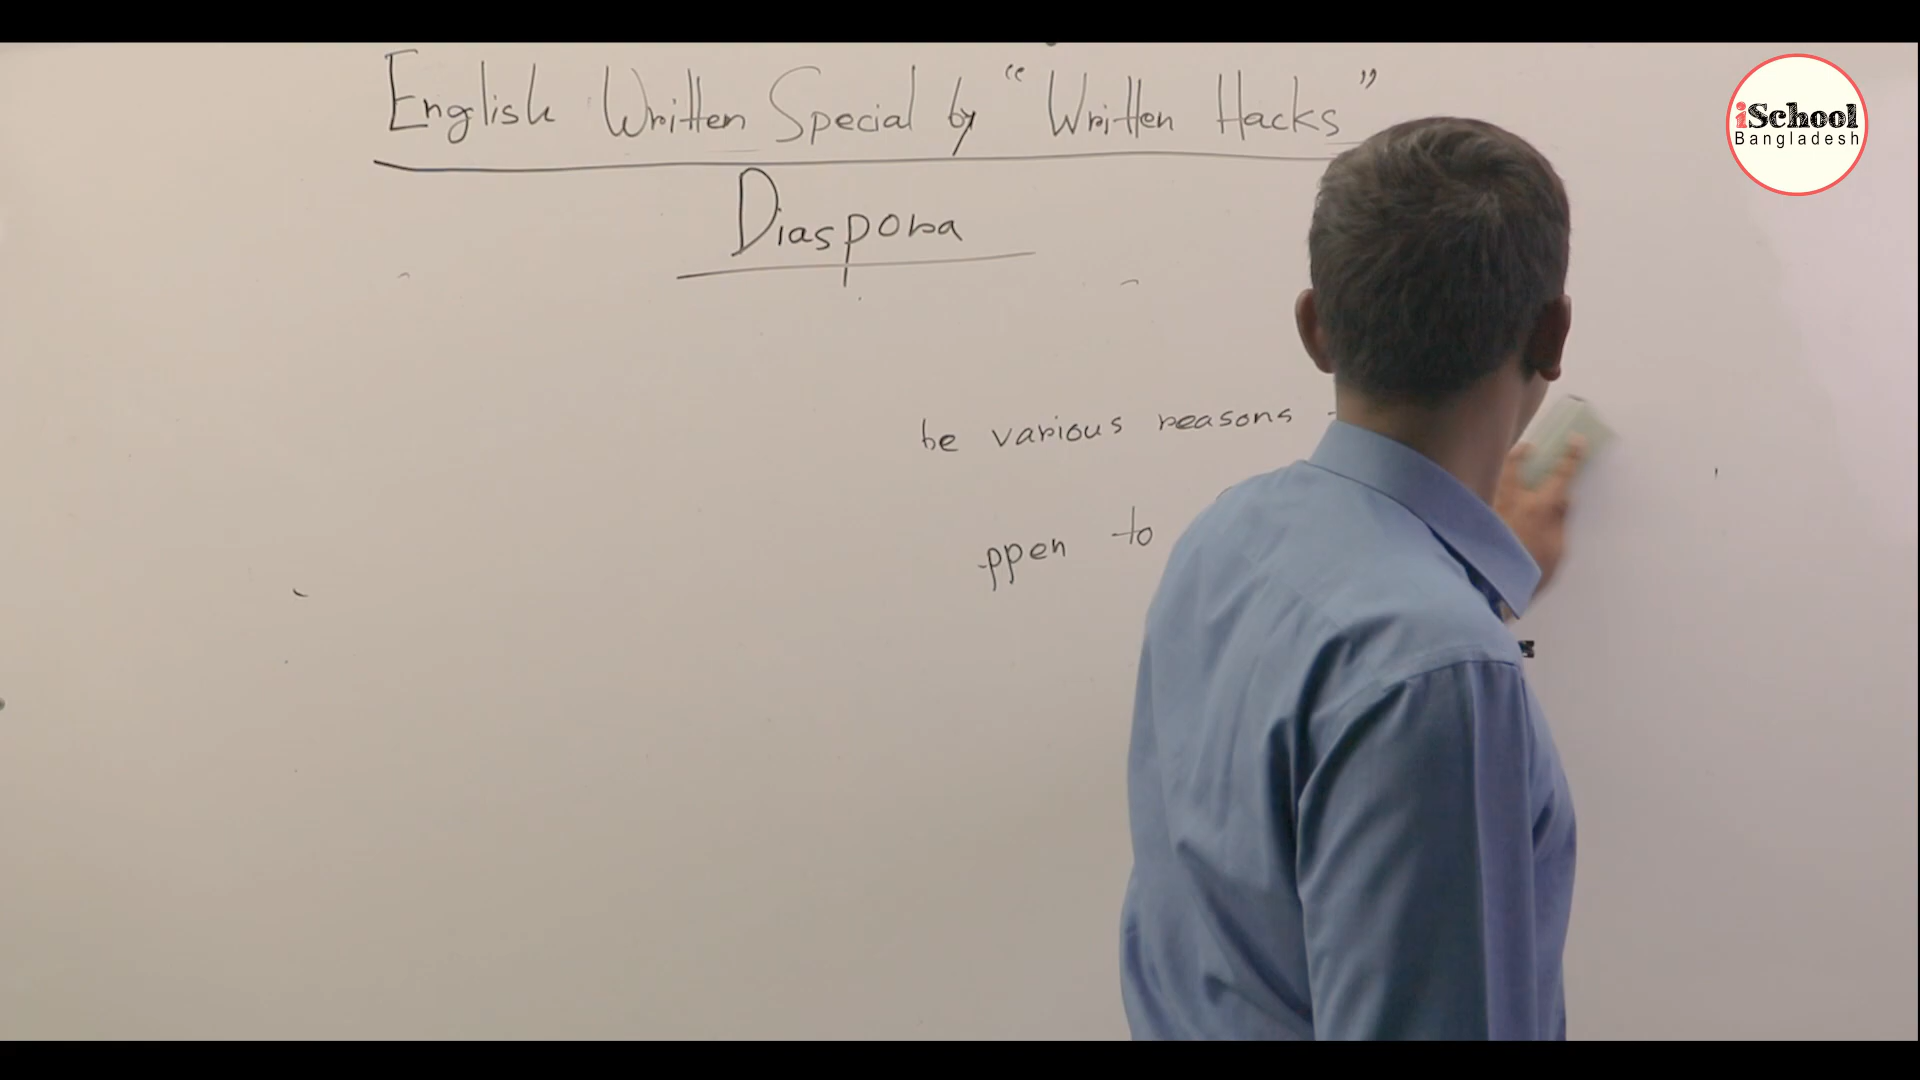 English Written Special by “Written Hacks”
iSchool
Bangladesh
Diaspora
be various reasons
ppen to